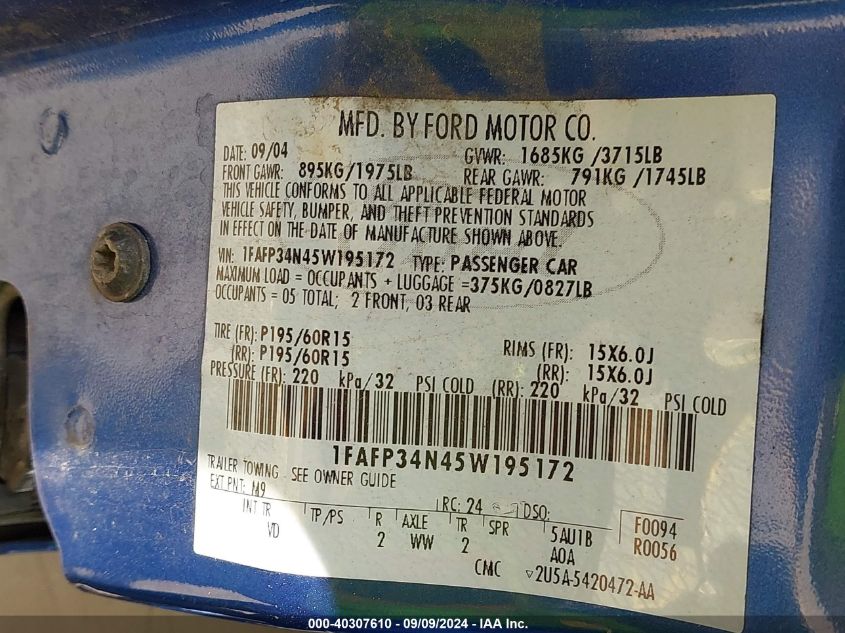 MFD. BY FORD MOTOR CO.
DATE: 09/04 GVWR: 1685KG /3715LB
FRONT GAWR: 895KG/1975LB REAR GAWR: 791KG /1745LB
THIS VEHICLE CONFORMS TO ALL APPLICABLE FEDERAL MOTOR
VEHICLE SAFETY, BUMPER, AND THEFT PREVENTION STANDARDS
IN EFFECT ON THE DATE OF MANUFACTURE SHOWN ABOVE.
VIN: 1FAFP34N45W195172 TYPE: PASSENGER CAR
MAXIMUM LOAD = OCCUPANTS + LUGGAGE =375KG/0827LB
OCCUPANTS = 05 TOTAL; 2 FRONT, 03 REAR
TIRE (FR): P195/60R15 RIMS (FR): 15X6.0J
(RR): P195/60R15 (RR): 15X6.0J
PRESSURE (FR): 220 kPa/32 PSI COLD (RR): 220 kPa/32 PSI COLD
1FAFP34N45W195172
TRAILER TOWING - SEE OWNER GUIDE
EXT PNT: M9 RC: 24 DSO:
INT TR TP/PS R AXLE TR SPR 5AU1B F0094
VD 2 WW 2 AOA R0056
CMC ▽2U5A-5420472-AA
000-40307610 - 09/09/2024 - IAA Inc.